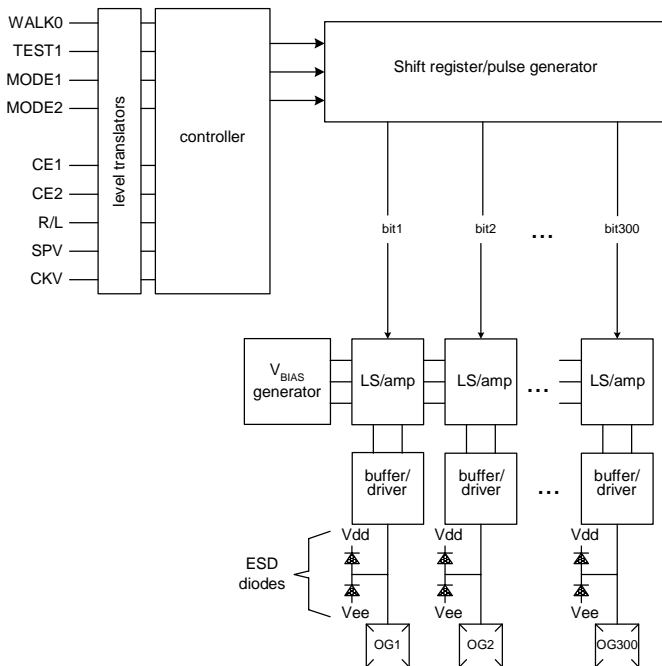 WALK0
TEST1
MODE1
MODE2
CE1
CE2
R/L
SPV
CKV
level translators
controller
Shift register/pulse generator
bit1
bit2
...
bit300
VBIAS
generator
LS/amp
LS/amp
...
LS/amp
buffer/
driver
buffer/
driver
...
buffer/
driver
ESD
diodes
Vdd
Vee
Vdd
Vee
Vdd
Vee
OG1
OG2
OG300